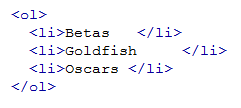 <ol>
  <li>Betas   </li>
  <li>Goldfish     </li>
  <li>Oscars </li>
</ol>